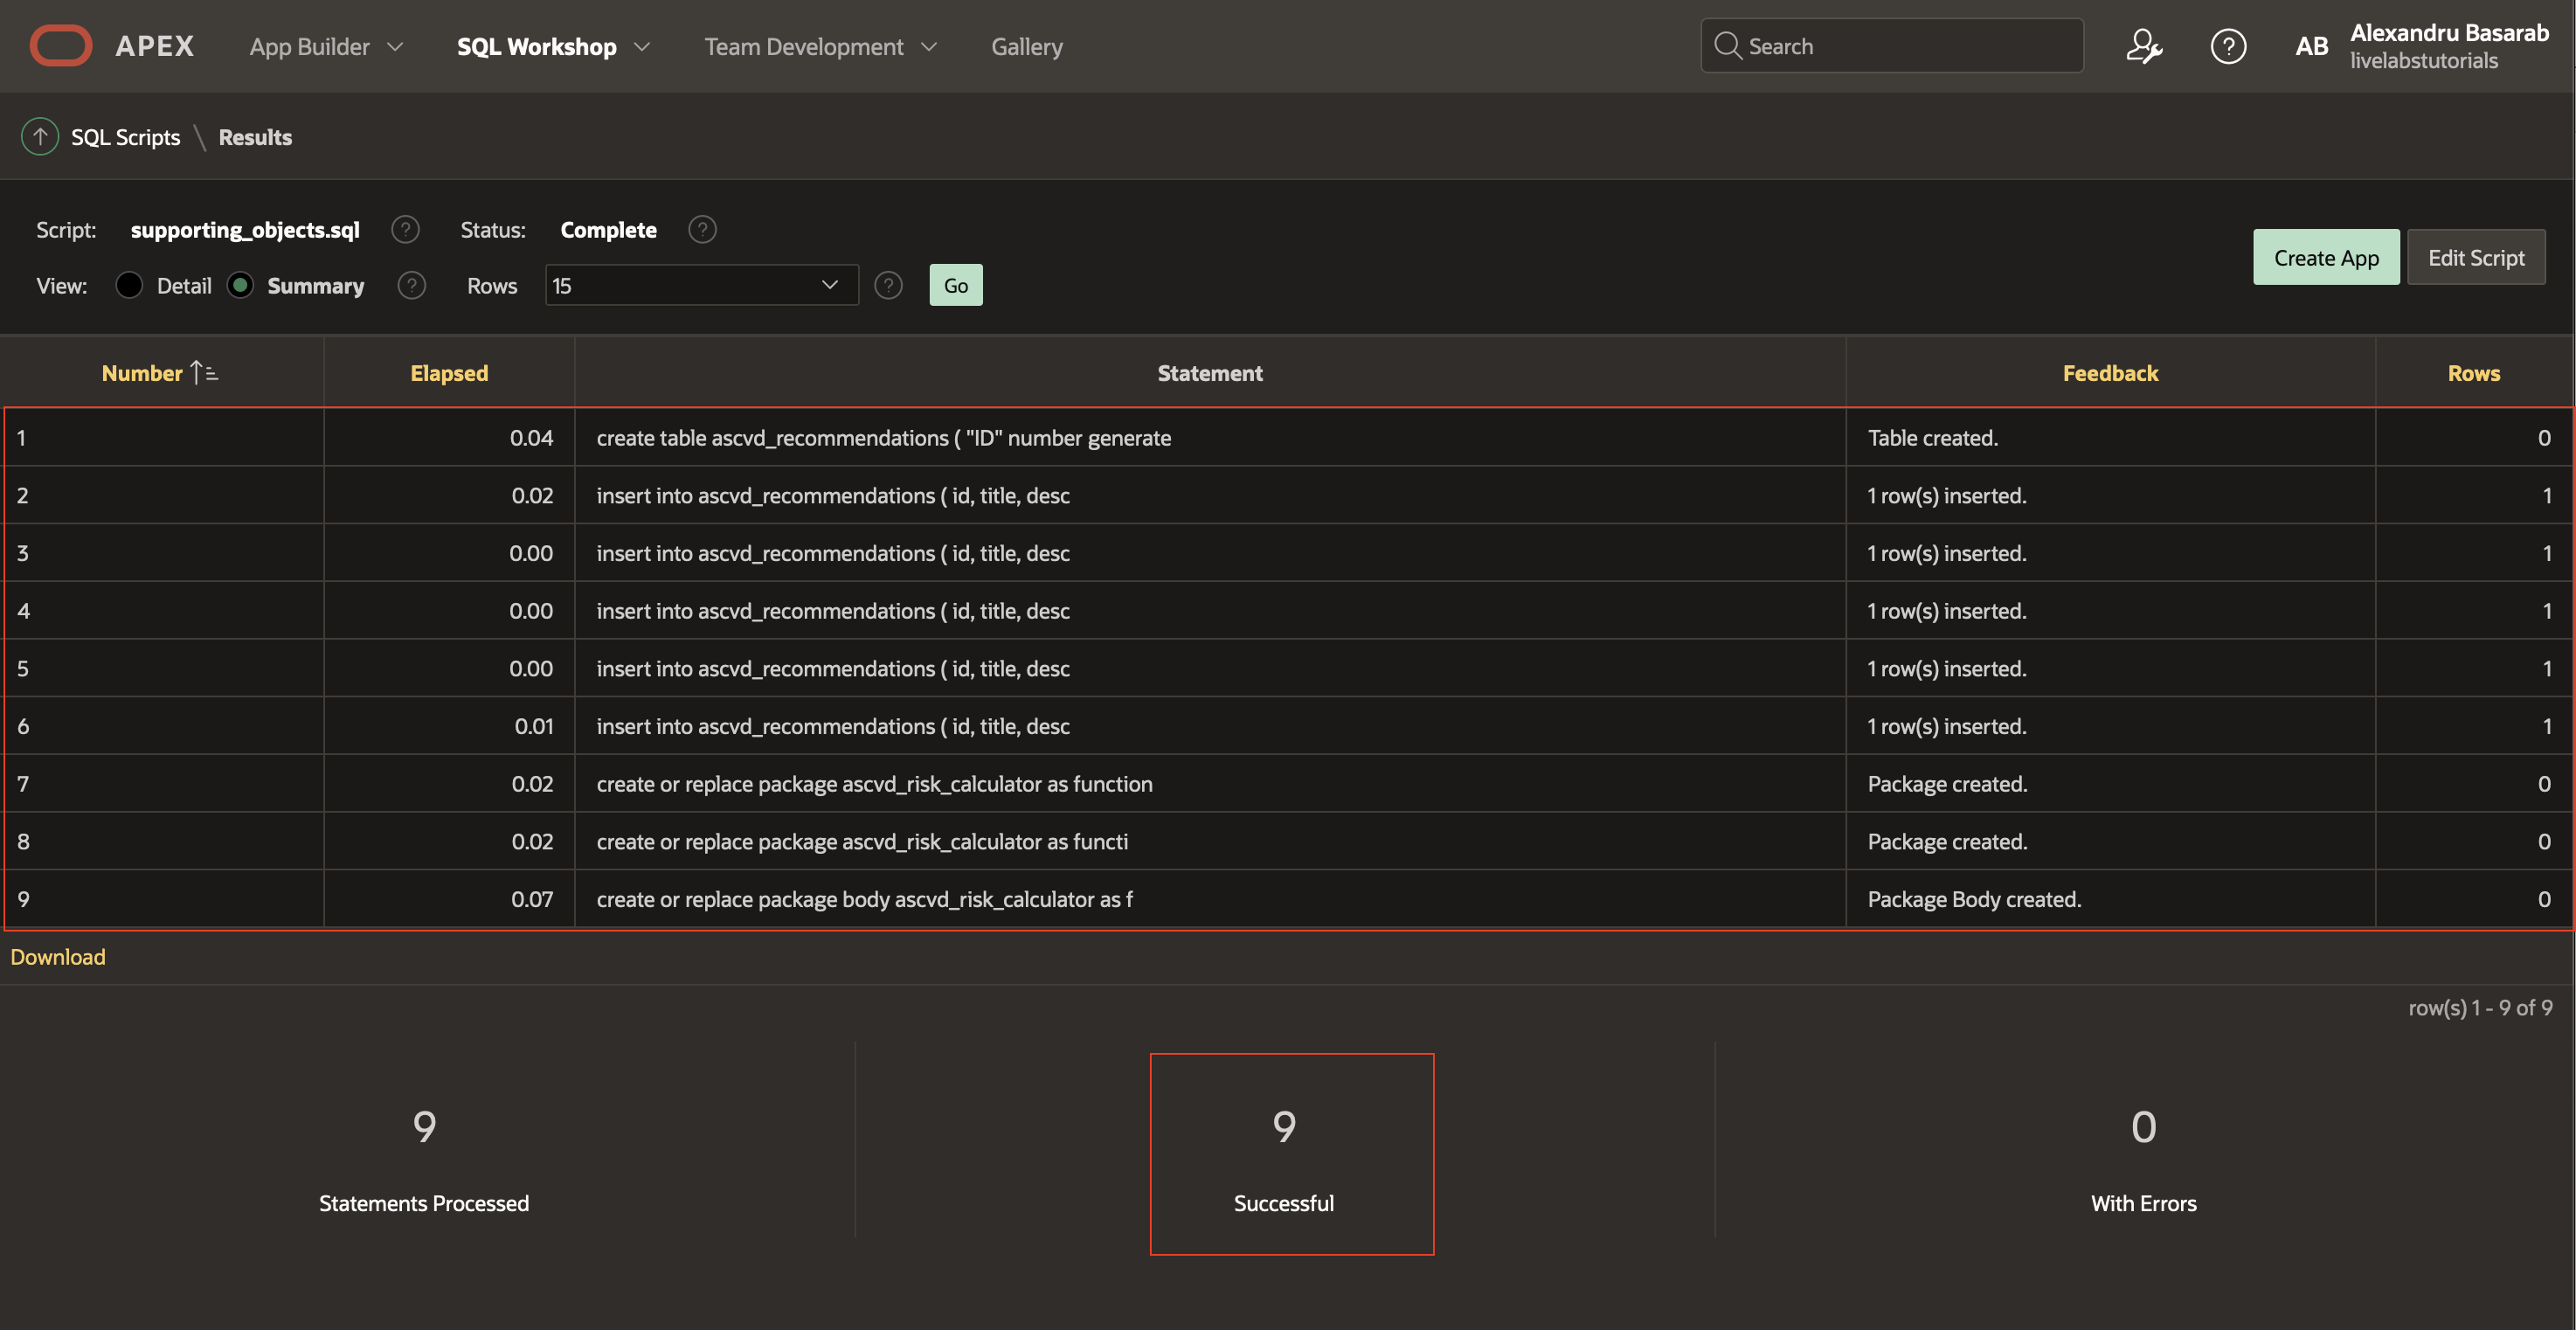 APEX App Builder SQL Workshop Team Development Gallery Search AB Alexandru Basarab
livelabstutorials
SQL Scripts \ Results
Script: supporting_objects.sql ? Status: Complete ?
View: Detail Summary ? Rows 15 ? Go Create App Edit Script
Number Elapsed Statement Feedback Rows
1 0.04 create table ascvd_recommendations ( "ID" number generate Table created. 0
2 0.02 insert into ascvd_recommendations ( id, title, desc 1 row(s) inserted. 1
3 0.00 insert into ascvd_recommendations ( id, title, desc 1 row(s) inserted. 1
4 0.00 insert into ascvd_recommendations ( id, title, desc 1 row(s) inserted. 1
5 0.00 insert into ascvd_recommendations ( id, title, desc 1 row(s) inserted. 1
6 0.01 insert into ascvd_recommendations ( id, title, desc 1 row(s) inserted. 1
7 0.02 create or replace package ascvd_risk_calculator as function Package created. 0
8 0.02 create or replace package ascvd_risk_calculator as functi Package created. 0
9 0.07 create or replace package body ascvd_risk_calculator as f Package Body created. 0
Download
row(s) 1 - 9 of 9
9 9 0
Statements Processed Successful With Errors